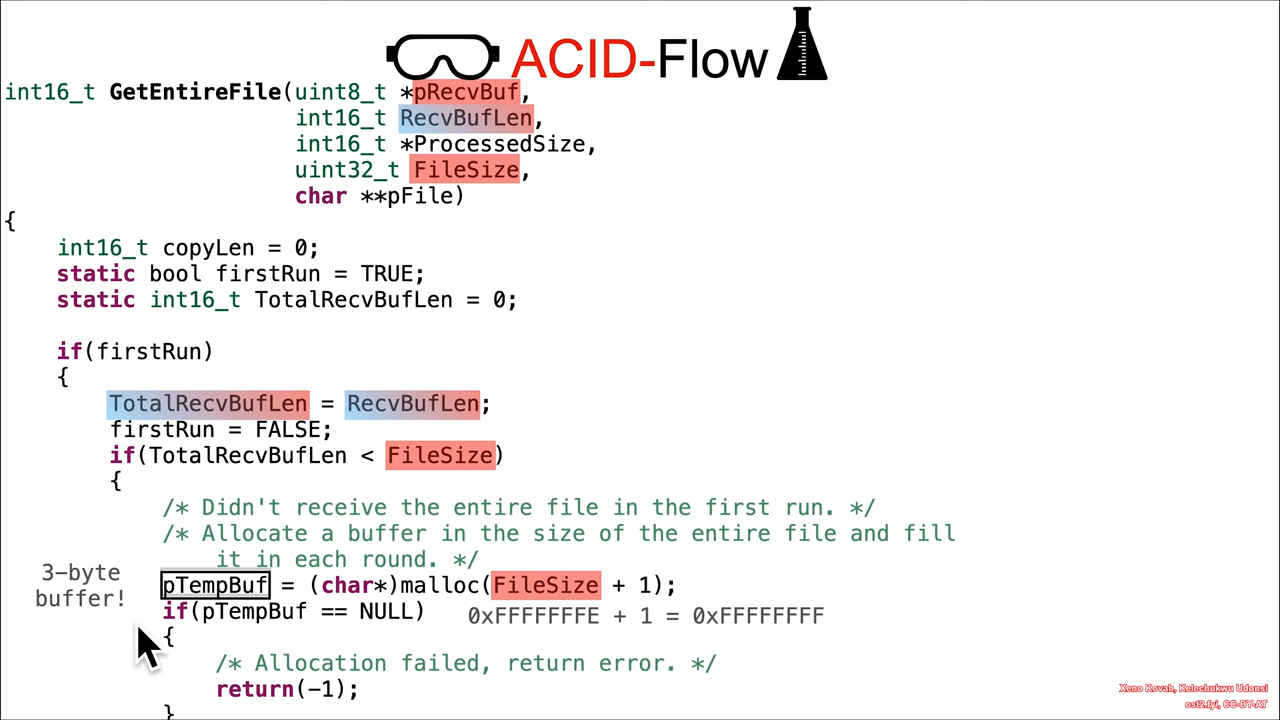 ACID-Flow
int16_t GetEntireFile(uint8_t *pRecvBuf,
int16_t RecvBufLen,
int16_t *ProcessedSize,
uint32_t FileSize,
char **pFile)
{
int16_t copyLen = 0;
static bool firstRun = TRUE;
static int16_t TotalRecvBufLen = 0;
if(firstRun)
{
TotalRecvBufLen = RecvBufLen;
firstRun = FALSE;
if(TotalRecvBufLen < FileSize)
{
/* Didn't receive the entire file in the first run. */
/* Allocate a buffer in the size of the entire file and fill
it in each round. */
3-byte
buffer!
pTempBuf = (char*)malloc(FileSize + 1);
if(pTempBuf == NULL)
0xFFFFFFFE + 1 = 0xFFFFFFFF
{
/* Allocation failed, return error. */
return(-1);
}
Xeno Kovah, Kelechukwu Udonsi
ost2.fyi, CC-BY-AT